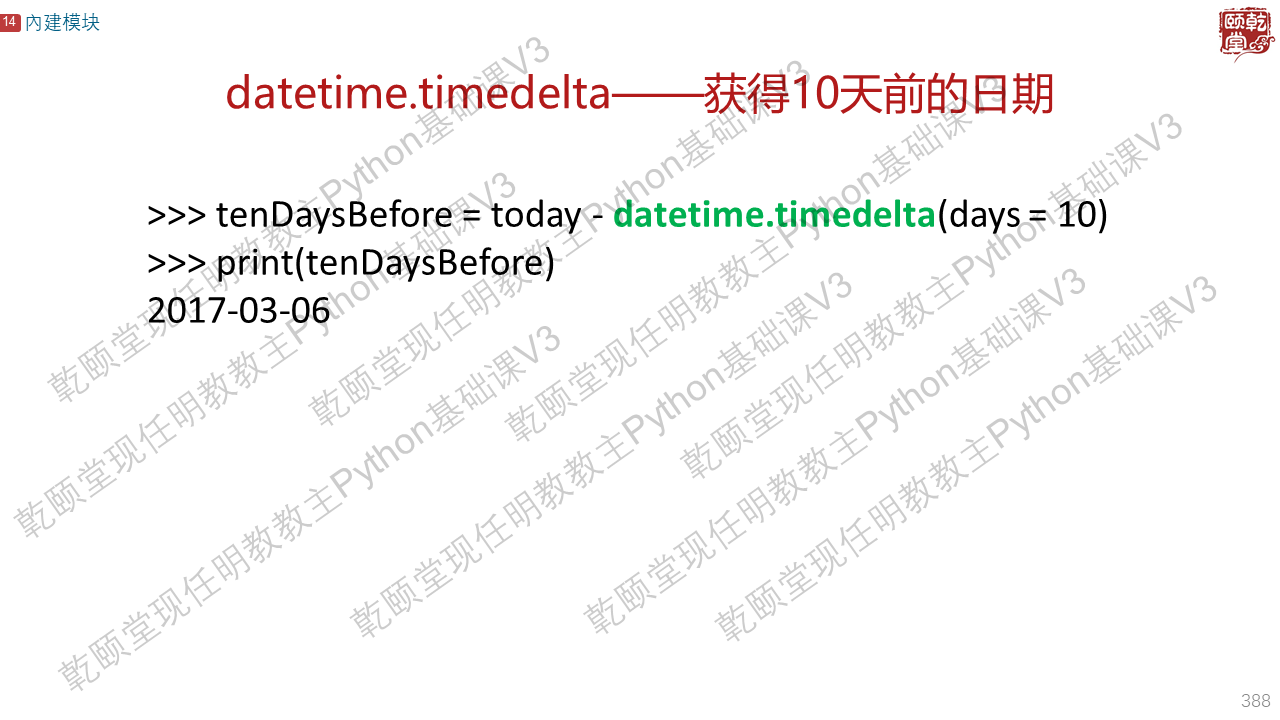 14 內建模块
乾颐堂
datetime.timedelta——获得10天前的日期
>>> tenDaysBefore = today - datetime.timedelta(days = 10)
>>> print(tenDaysBefore)
2017-03-06
乾颐堂现任明教教主Python基础课V3
乾颐堂现任明教教主Python基础课V3
乾颐堂现任明教教主Python基础课V3
乾颐堂现任明教教主Python基础课V3
乾颐堂现任明教教主Python基础课V3
乾颐堂现任明教教主Python基础课V3
乾颐堂现任明教教主Python基础课V3
乾颐堂现任明教教主Python基础课V3
乾颐堂现任明教教主Python基础课V3
388